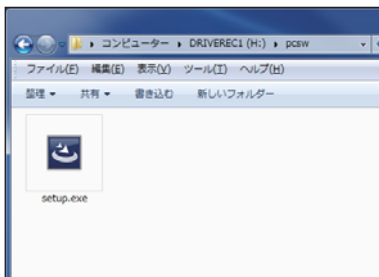 コンピューター ▸ DRIVEREC1 (H:) ▸ pcsw
ファイル(F) 編集(E) 表示(V) ツール(T) ヘルプ(H)
整理 ▾ 共有 ▾ 書き込む 新しいフォルダー
setup.exe